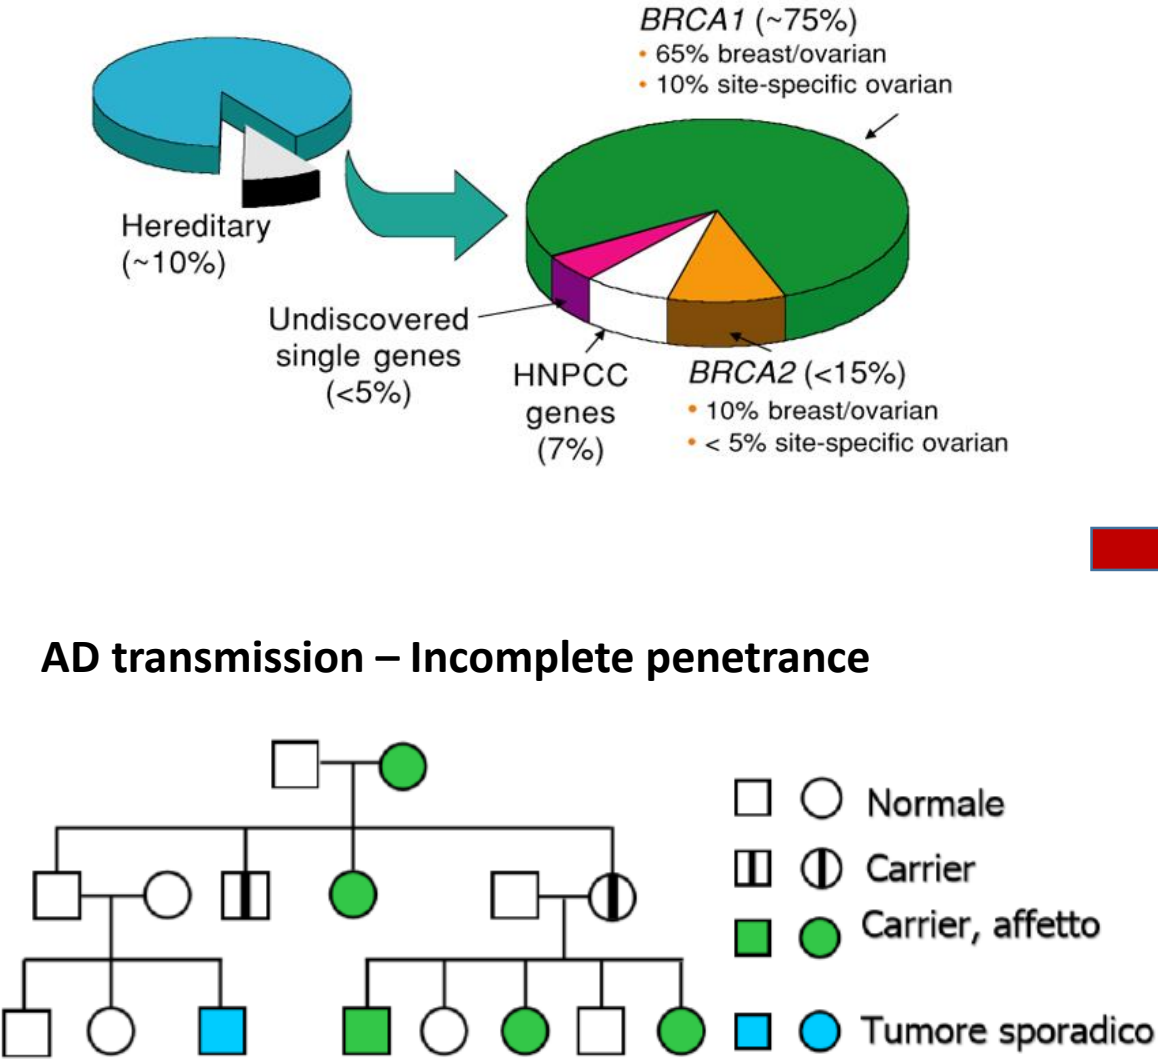 BRCA1 (~75%)
• 65% breast/ovarian
• 10% site-specific ovarian
Hereditary
(~10%)
Undiscovered
single genes
(<5%)
HNPCC
genes
(7%)
BRCA2 (<15%)
• 10% breast/ovarian
• < 5% site-specific ovarian
AD transmission – Incomplete penetrance
Normale
Carrier
Carrier, affetto
Tumore sporadico